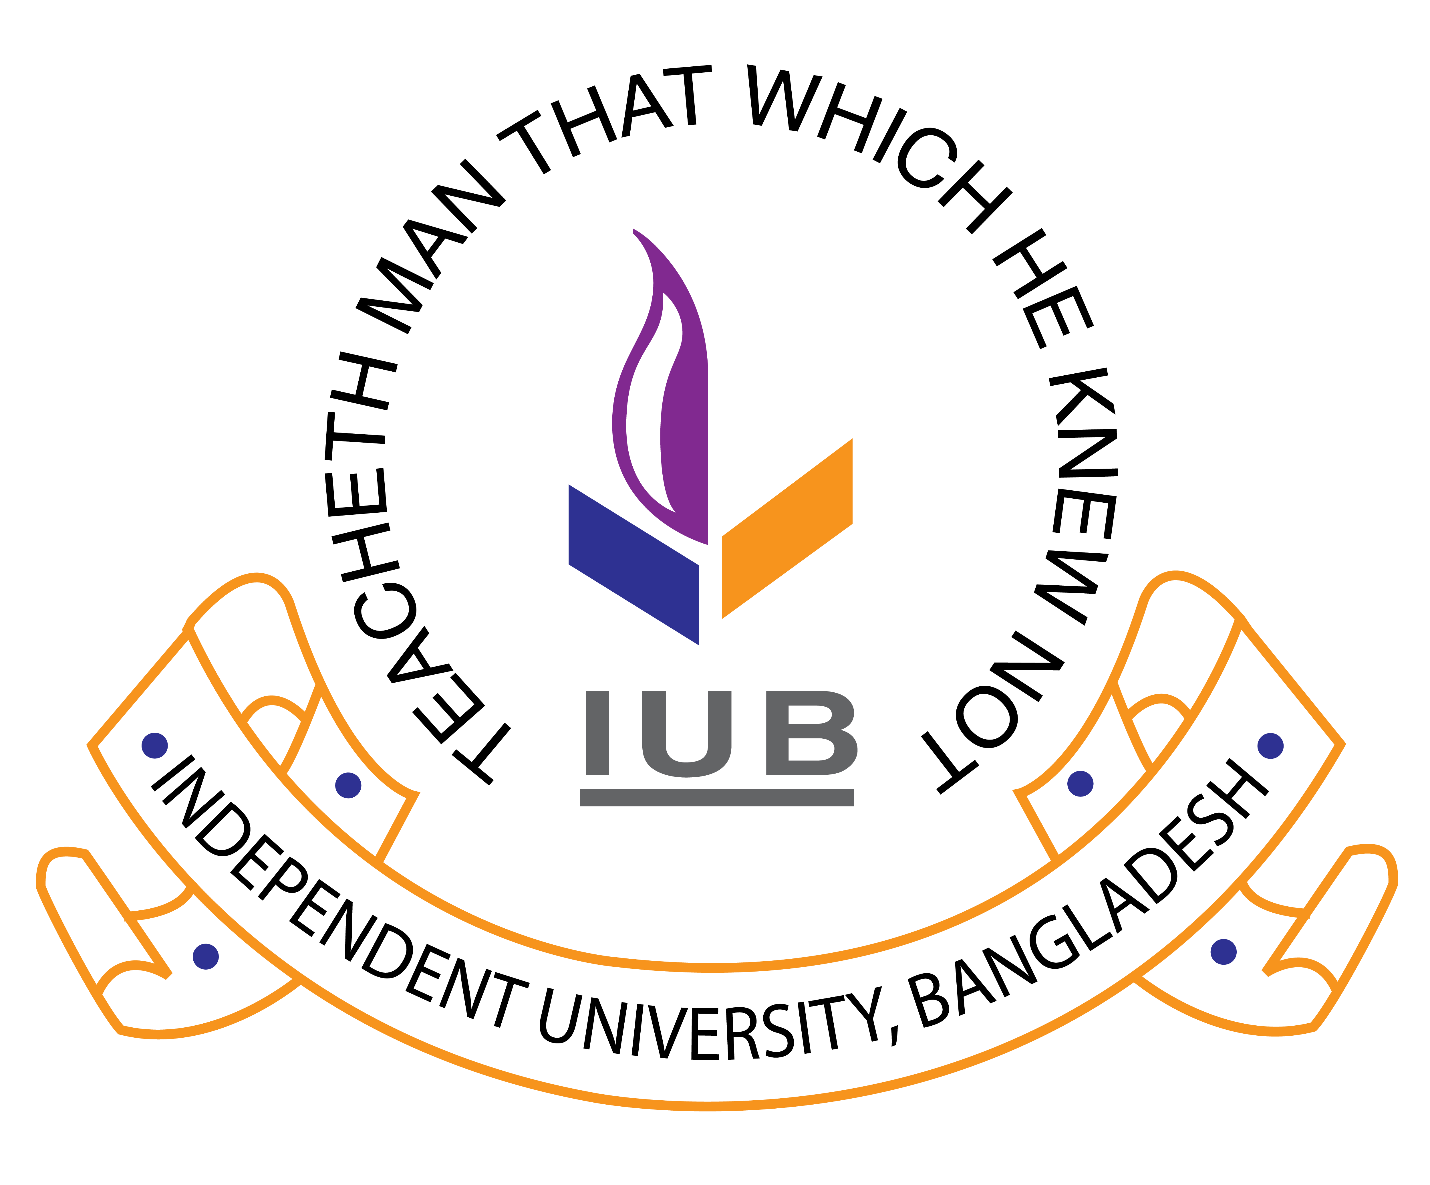 TEACHETH MAN THAT WHICH HE KNEW NOT
IUB
INDEPENDENT UNIVERSITY, BANGLADESH